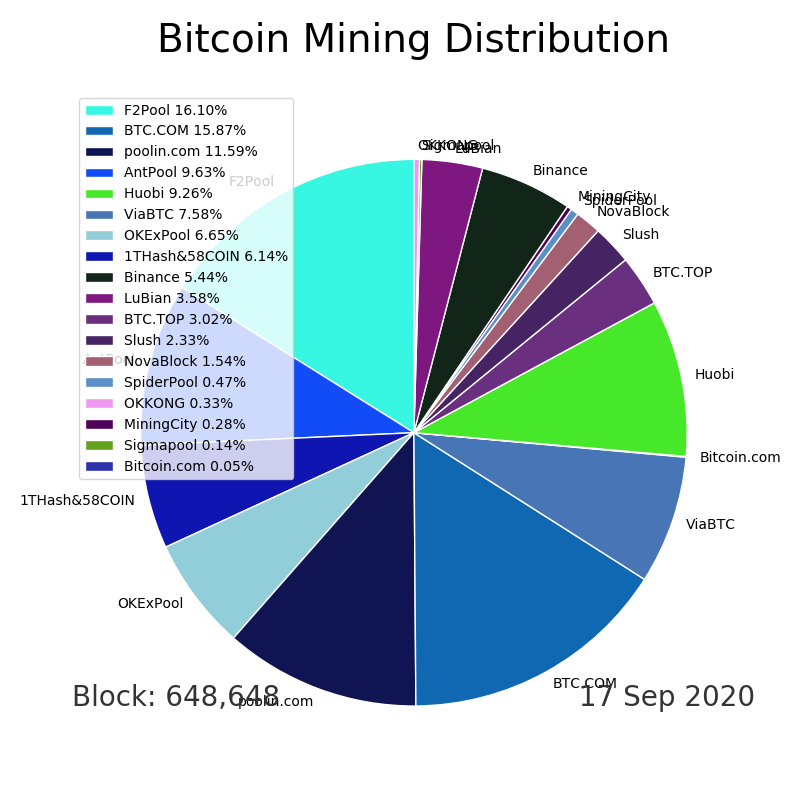 Bitcoin Mining Distribution
F2Pool 16.10%
BTC.COM 15.87%
poolin.com 11.59%
AntPool 9.63%
Huobi 9.26%
ViaBTC 7.58%
OKExPool 6.65%
1THash&58COIN 6.14%
Binance 5.44%
LuBian 3.58%
BTC.TOP 3.02%
Slush 2.33%
NovaBlock 1.54%
SpiderPool 0.47%
OKKONG 0.33%
MiningCity 0.28%
Sigmapool 0.14%
Bitcoin.com 0.05%
OKKONG
Sigmapool
LuBian
Binance
MiningCity
SpiderPool
NovaBlock
Slush
BTC.TOP
Huobi
Bitcoin.com
ViaBTC
BTC.COM
poolin.com
OKExPool
1THash&58COIN
AntPool
F2Pool
Block: 648,648
17 Sep 2020